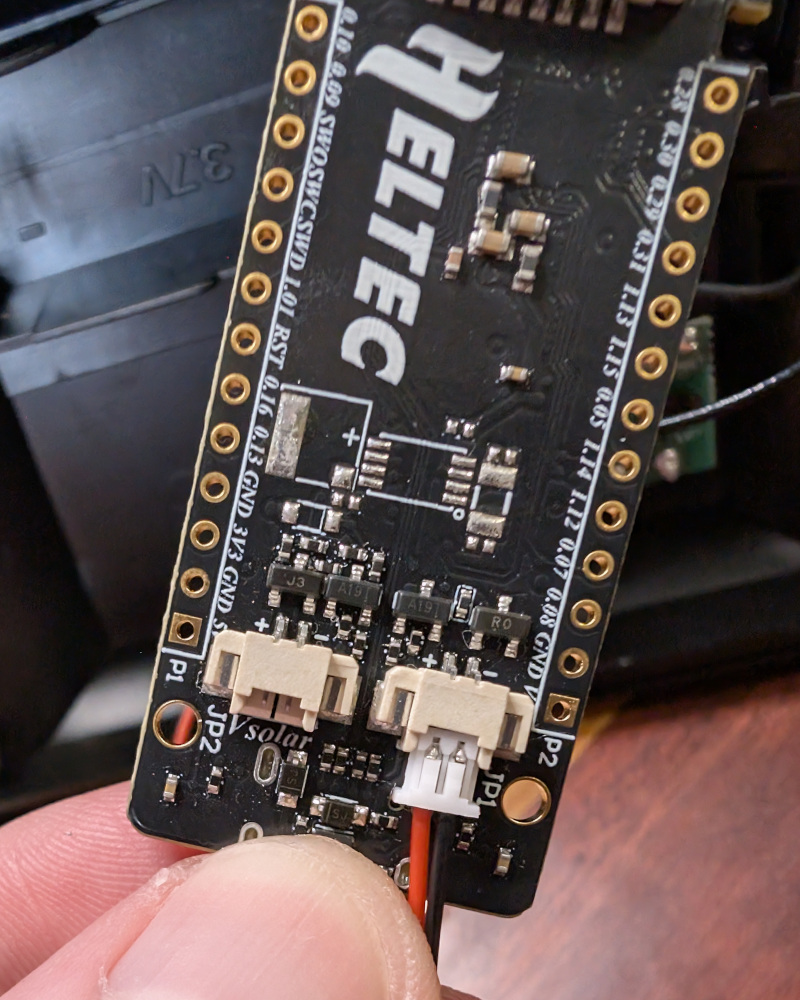 3.7V
HELTEC
0.10 0.09 SWO SWC SWD 1.01 RST 0.16 0.13 GND 3V3 GND 5V
0.28 0.30 0.29 0.31 1.13 1.15 0.05 1.14 1.12 0.07 0.08 GND V
+
J3
A19
A19
R0
+ -
+ -
P1
P2
JP2
Vsolar
JP1